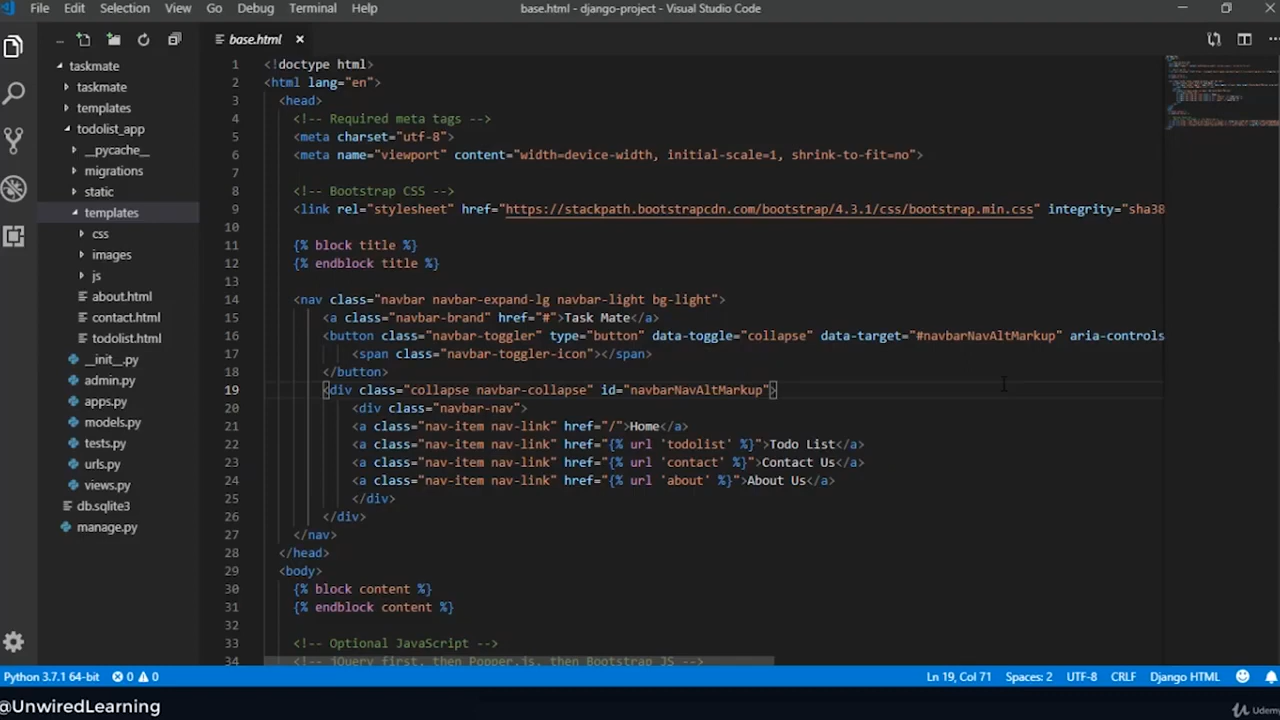 File Edit Selection View Go Debug Terminal Help
base.html - django-project - Visual Studio Code
... base.html
taskmate
taskmate
templates
todolist_app
__pycache__
migrations
static
templates
css
images
js
about.html
contact.html
todolist.html
__init__.py
admin.py
apps.py
models.py
tests.py
urls.py
views.py
db.sqlite3
manage.py
1 <!doctype html>
2 <html lang="en">
3 <head>
4 <!-- Required meta tags -->
5 <meta charset="utf-8">
6 <meta name="viewport" content="width=device-width, initial-scale=1, shrink-to-fit=no">
7
8 <!-- Bootstrap CSS -->
9 <link rel="stylesheet" href="https://stackpath.bootstrapcdn.com/bootstrap/4.3.1/css/bootstrap.min.css" integrity="sha38
10
11 {% block title %}
12 {% endblock title %}
13
14 <nav class="navbar navbar-expand-lg navbar-light bg-light">
15 <a class="navbar-brand" href="#">Task Mate</a>
16 <button class="navbar-toggler" type="button" data-toggle="collapse" data-target="#navbarNavAltMarkup" aria-controls
17 <span class="navbar-toggler-icon"></span>
18 </button>
19 <div class="collapse navbar-collapse" id="navbarNavAltMarkup">
20 <div class="navbar-nav">
21 <a class="nav-item nav-link" href="/">Home</a>
22 <a class="nav-item nav-link" href="{% url 'todolist' %}">Todo List</a>
23 <a class="nav-item nav-link" href="{% url 'contact' %}">Contact Us</a>
24 <a class="nav-item nav-link" href="{% url 'about' %}">About Us</a>
25 </div>
26 </div>
27 </nav>
28 </head>
29 <body>
30 {% block content %}
31 {% endblock content %}
32
33 <!-- Optional JavaScript -->
34 <!-- jQuery first, then Popper.js, then Bootstrap JS -->
Python 3.7.1 64-bit 0 0 Ln 19, Col 71 Spaces: 2 UTF-8 CRLF Django HTML
@UnwiredLearning
Udemy